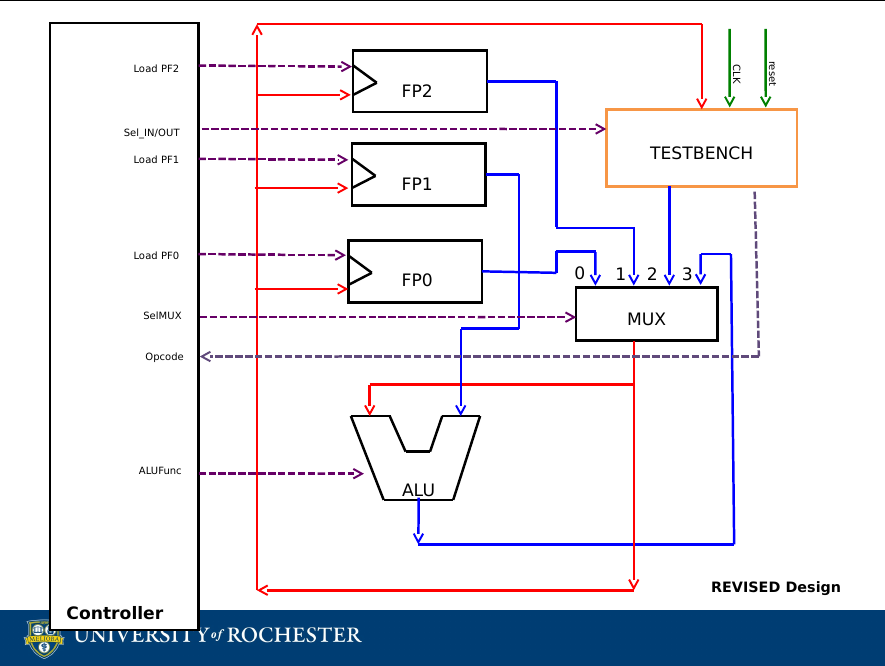 Load PF2
FP2
CLK
reset
Sel_IN/OUT
TESTBENCH
Load PF1
FP1
Load PF0
FP0
0 1 2 3
SelMUX
MUX
Opcode
ALUFunc
ALU
REVISED Design
Controller
MELIORA
UNIVERSITY of ROCHESTER